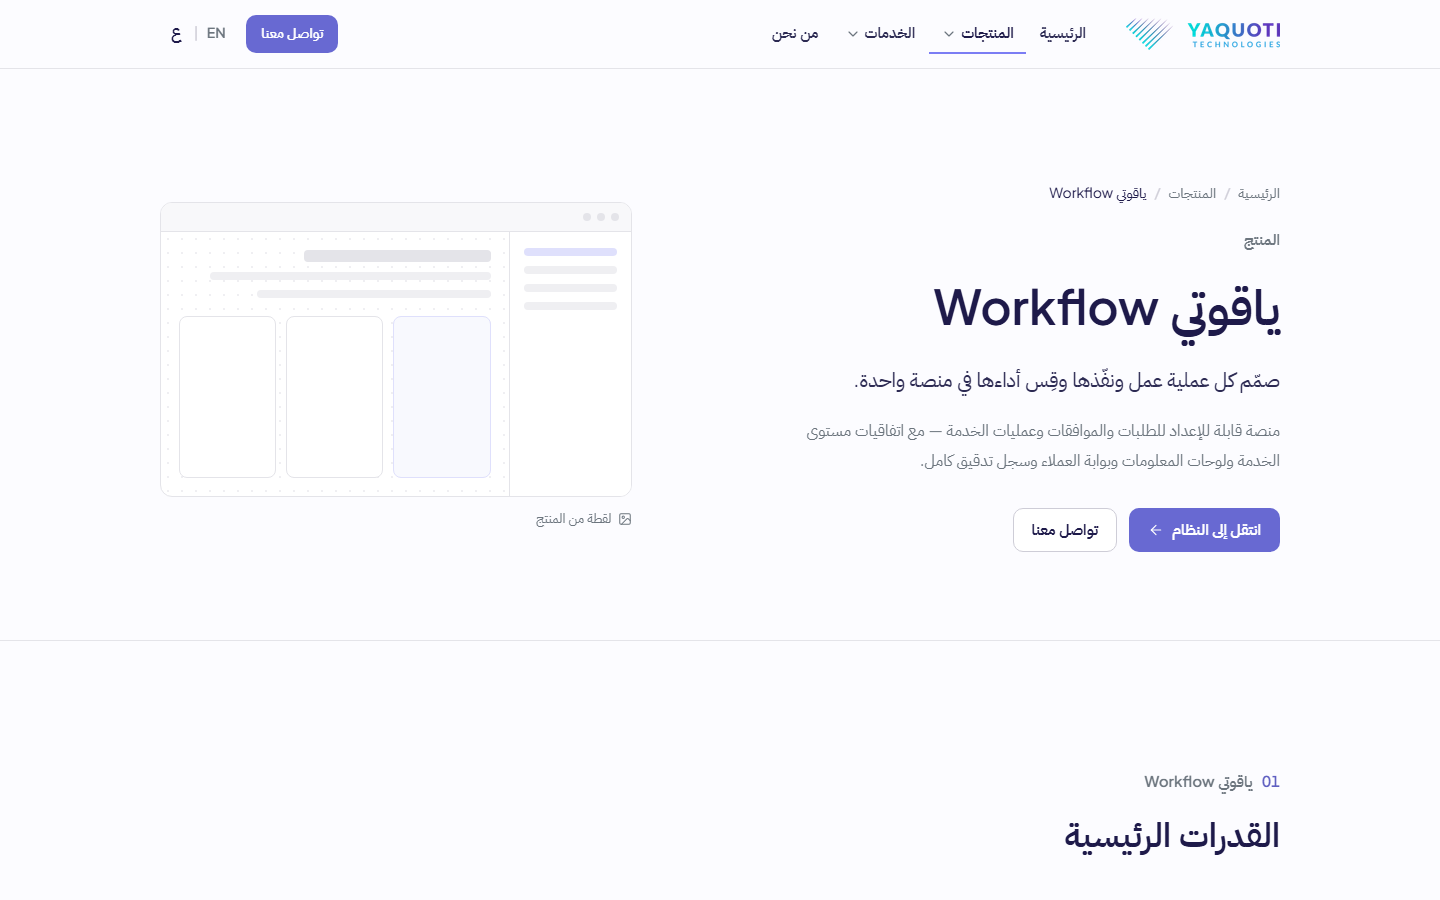 YAQUOTI
TECHNOLOGIES
الرئيسية
المنتجات
الخدمات
من نحن
تواصل معنا
EN | ع
الرئيسية / المنتجات / ياقوتي Workflow
المنتج
ياقوتي Workflow
صمّم كل عملية عمل ونفّذها وقِس أداءها في منصة واحدة.
منصة قابلة للإعداد للطلبات والموافقات وعمليات الخدمة — مع اتفاقيات مستوى
الخدمة ولوحات المعلومات وبوابة العملاء وسجل تدقيق كامل.
انتقل إلى النظام ←
تواصل معنا
لقطة من المنتج
01 ياقوتي Workflow
القدرات الرئيسية